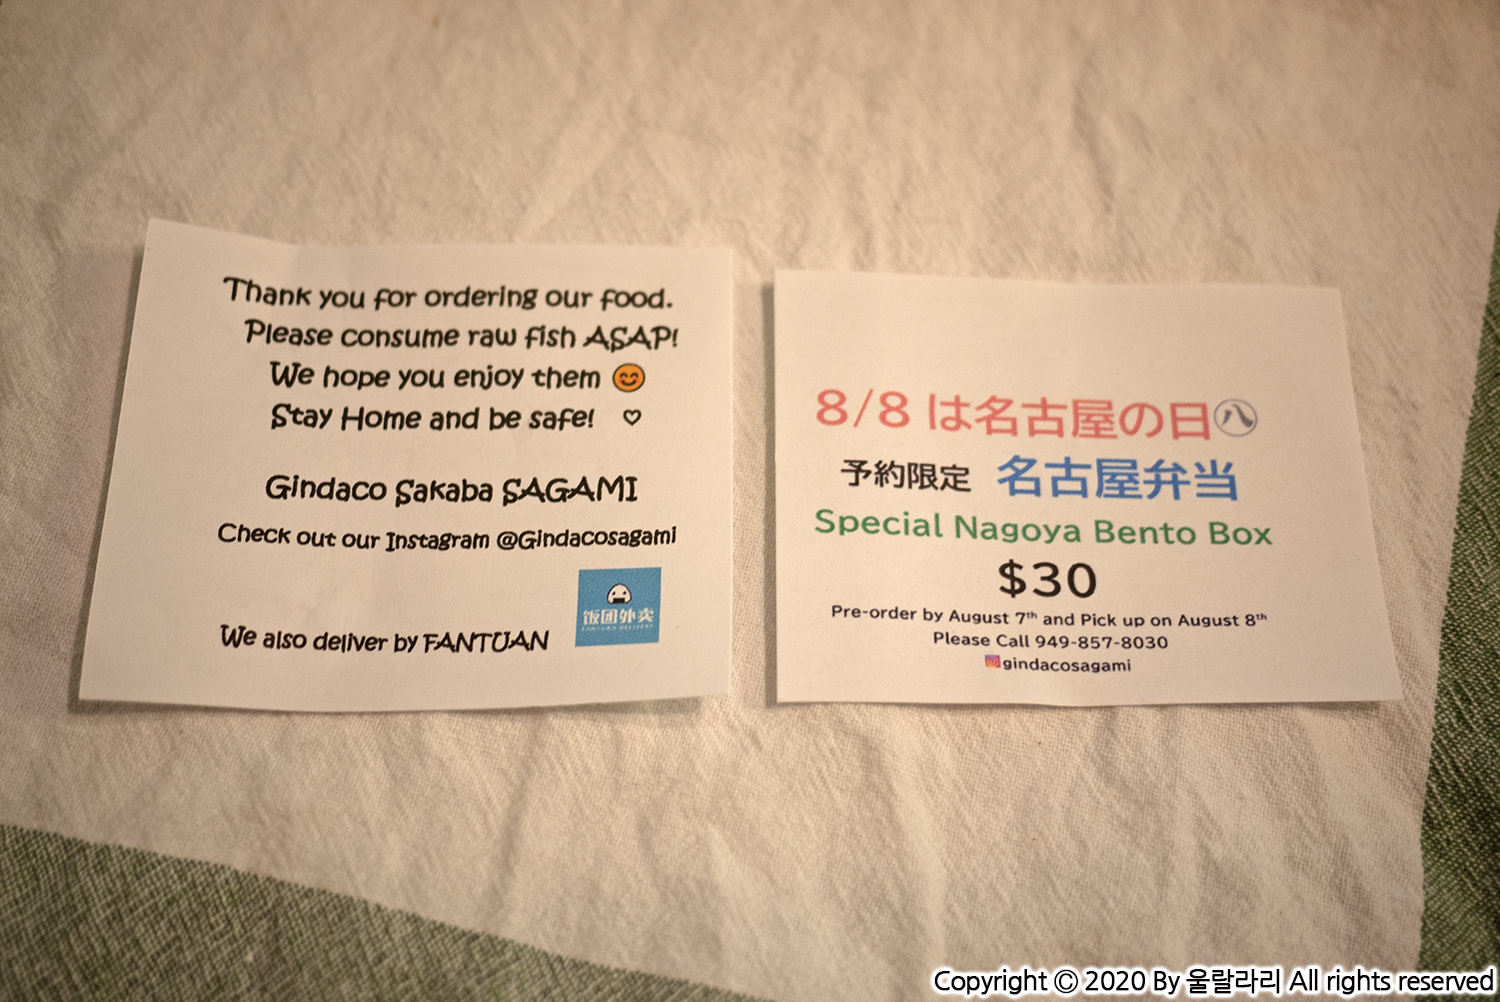 Thank you for ordering our food.
Please consume raw fish ASAP!
We hope you enjoy them 😊
Stay Home and be safe! ♡
Gindaco Sakaba SAGAMI
Check out our Instagram @Gindacosagami
饭团外卖
FANTUAN DELIVERY
We also deliver by FANTUAN
8/8 は名古屋の日㊇
予約限定 名古屋弁当
Special Nagoya Bento Box
$30
Pre-order by August 7th and Pick up on August 8th
Please Call 949-857-8030
gindacosagami
Copyright © 2020 By 울랄라리 All rights reserved